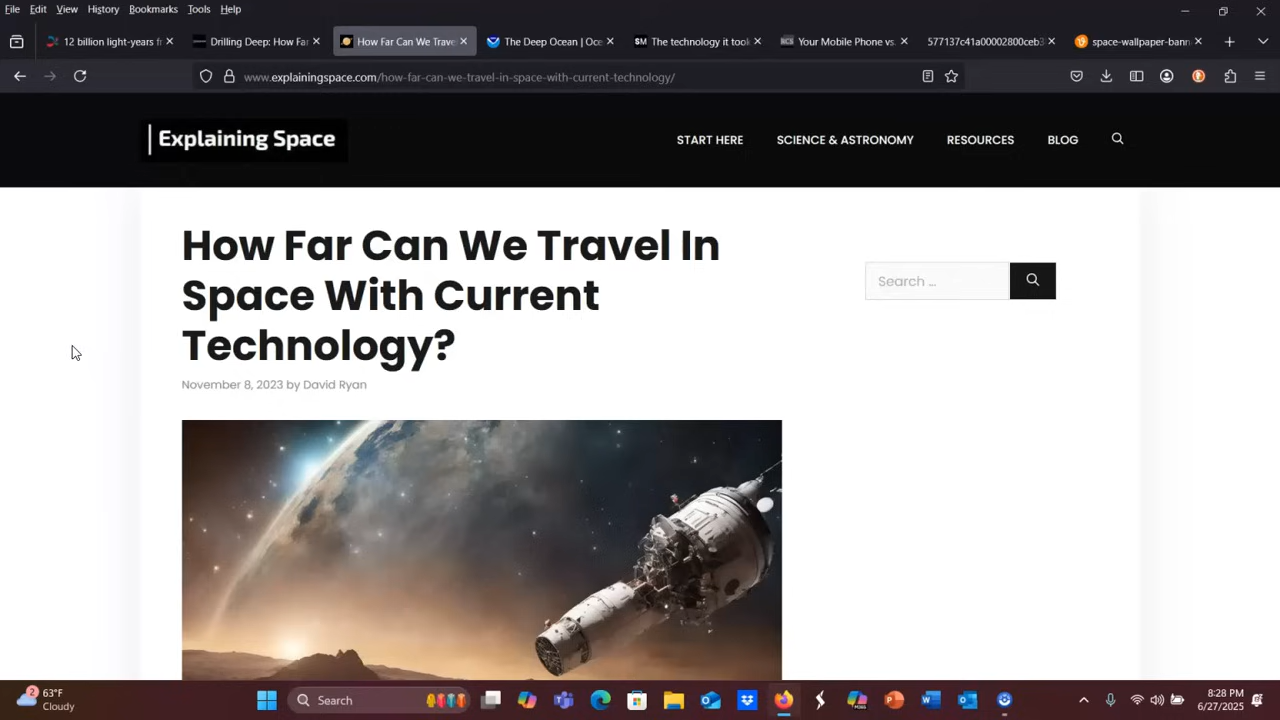 File Edit View History Bookmarks Tools Help
12 billion light-years fr
Drilling Deep: How Far
How Far Can We Trave
The Deep Ocean | Oce
The technology it took
Your Mobile Phone vs.
577137c41a00002800ceb3
space-wallpaper-bann
www.explainingspace.com/how-far-can-we-travel-in-space-with-current-technology/
Explaining Space
START HERE SCIENCE & ASTRONOMY RESOURCES BLOG
How Far Can We Travel In
Space With Current
Technology?
Search ...
November 8, 2023 by David Ryan
2
63°F
Cloudy
Search
8:28 PM
6/27/2025